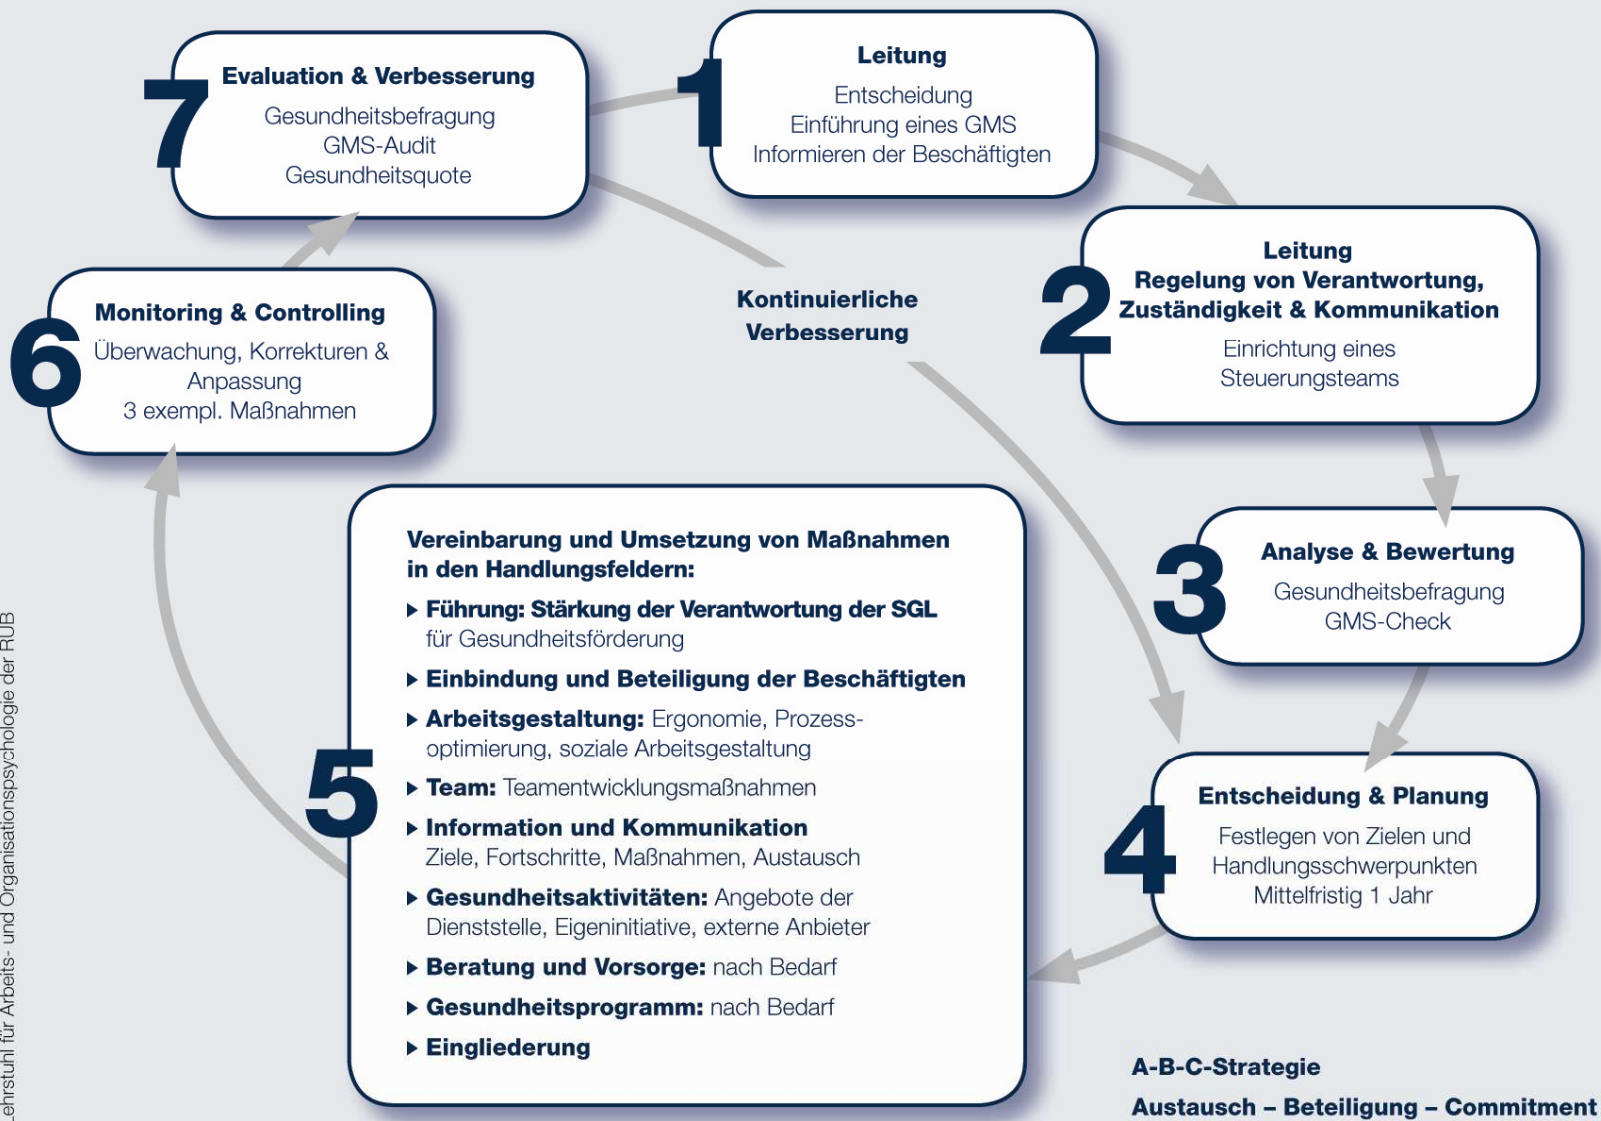 1
Leitung
Entscheidung
Einführung eines GMS
Informieren der Beschäftigten
2
Leitung
Regelung von Verantwortung,
Zuständigkeit & Kommunikation
Einrichtung eines
Steuerungsteams
3
Analyse & Bewertung
Gesundheitsbefragung
GMS-Check
4
Entscheidung & Planung
Festlegen von Zielen und
Handlungsschwerpunkten
Mittelfristig 1 Jahr
5
Vereinbarung und Umsetzung von Maßnahmen
in den Handlungsfeldern:
▸ Führung: Stärkung der Verantwortung der SGL
für Gesundheitsförderung
▸ Einbindung und Beteiligung der Beschäftigten
▸ Arbeitsgestaltung: Ergonomie, Prozess-
optimierung, soziale Arbeitsgestaltung
▸ Team: Teamentwicklungsmaßnahmen
▸ Information und Kommunikation
Ziele, Fortschritte, Maßnahmen, Austausch
▸ Gesundheitsaktivitäten: Angebote der
Dienststelle, Eigeninitiative, externe Anbieter
▸ Beratung und Vorsorge: nach Bedarf
▸ Gesundheitsprogramm: nach Bedarf
▸ Eingliederung
6
Monitoring & Controlling
Überwachung, Korrekturen &
Anpassung
3 exempl. Maßnahmen
7
Evaluation & Verbesserung
Gesundheitsbefragung
GMS-Audit
Gesundheitsquote
Kontinuierliche
Verbesserung
A-B-C-Strategie
Austausch – Beteiligung – Commitment
Lehrstuhl für Arbeits- und Organisationspsychologie der RUB